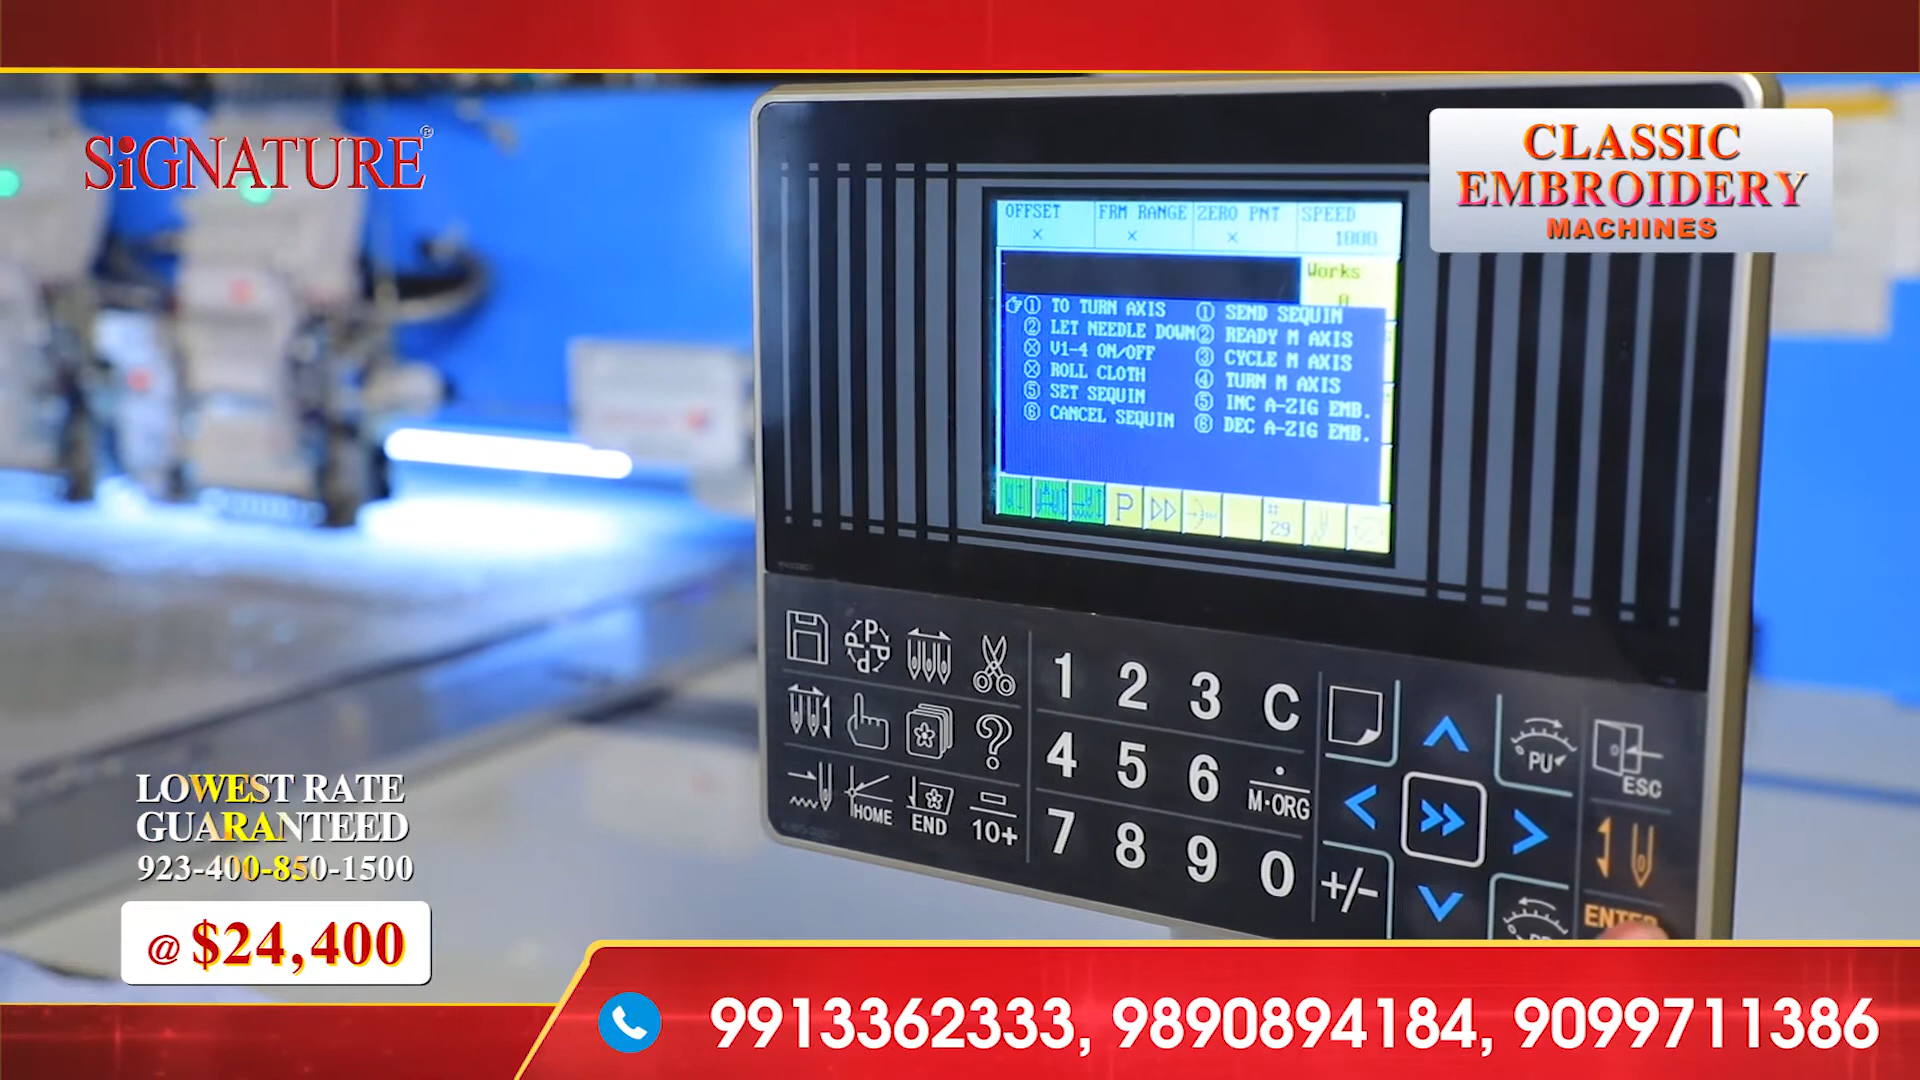 SiGNATURE®
CLASSIC
EMBROIDERY
MACHINES
OFFSET FRM RANGE ZERO PNT SPEED
× × × 1000
Works
0
① TO TURN AXIS ① SEND SEQUIN
② LET NEEDLE DOWN ② READY M AXIS
ⓧ V1-4 ON/OFF ③ CYCLE M AXIS
ⓧ ROLL CLOTH ④ TURN M AXIS
⑤ SET SEQUIN ⑤ INC A-ZIG EMB.
⑥ CANCEL SEQUIN ⑥ DEC A-ZIG EMB.
P # 29
P P P P
1 2 3 C
4 5 6 M·ORG
7 8 9 0 +/-
?
HOME END 10+
PU ESC
ENTER
LOWEST RATE
GUARANTEED
923-400-850-1500
@ $24,400
9913362333, 9890894184, 9099711386